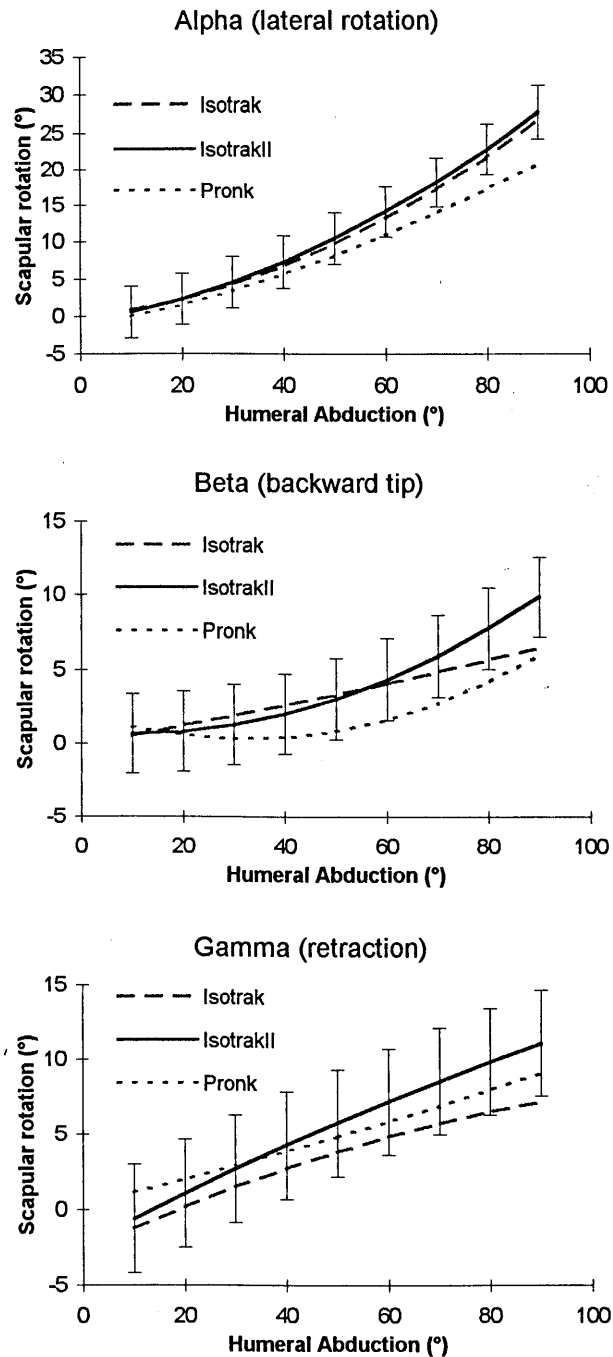 Alpha (lateral rotation)
35
30
25
20
15
10
5
0
-5
Scapular rotation (°)
Isotrak
IsotrakII
Pronk
0 20 40 60 80 100
Humeral Abduction (°)
Beta (backward tip)
15
10
5
0
-5
Scapular rotation (°)
Isotrak
IsotrakII
Pronk
0 20 40 60 80 100
Humeral Abduction (°)
Gamma (retraction)
15
10
5
0
-5
Scapular rotation (°)
Isotrak
IsotrakII
Pronk
0 20 40 60 80 100
Humeral Abduction (°)